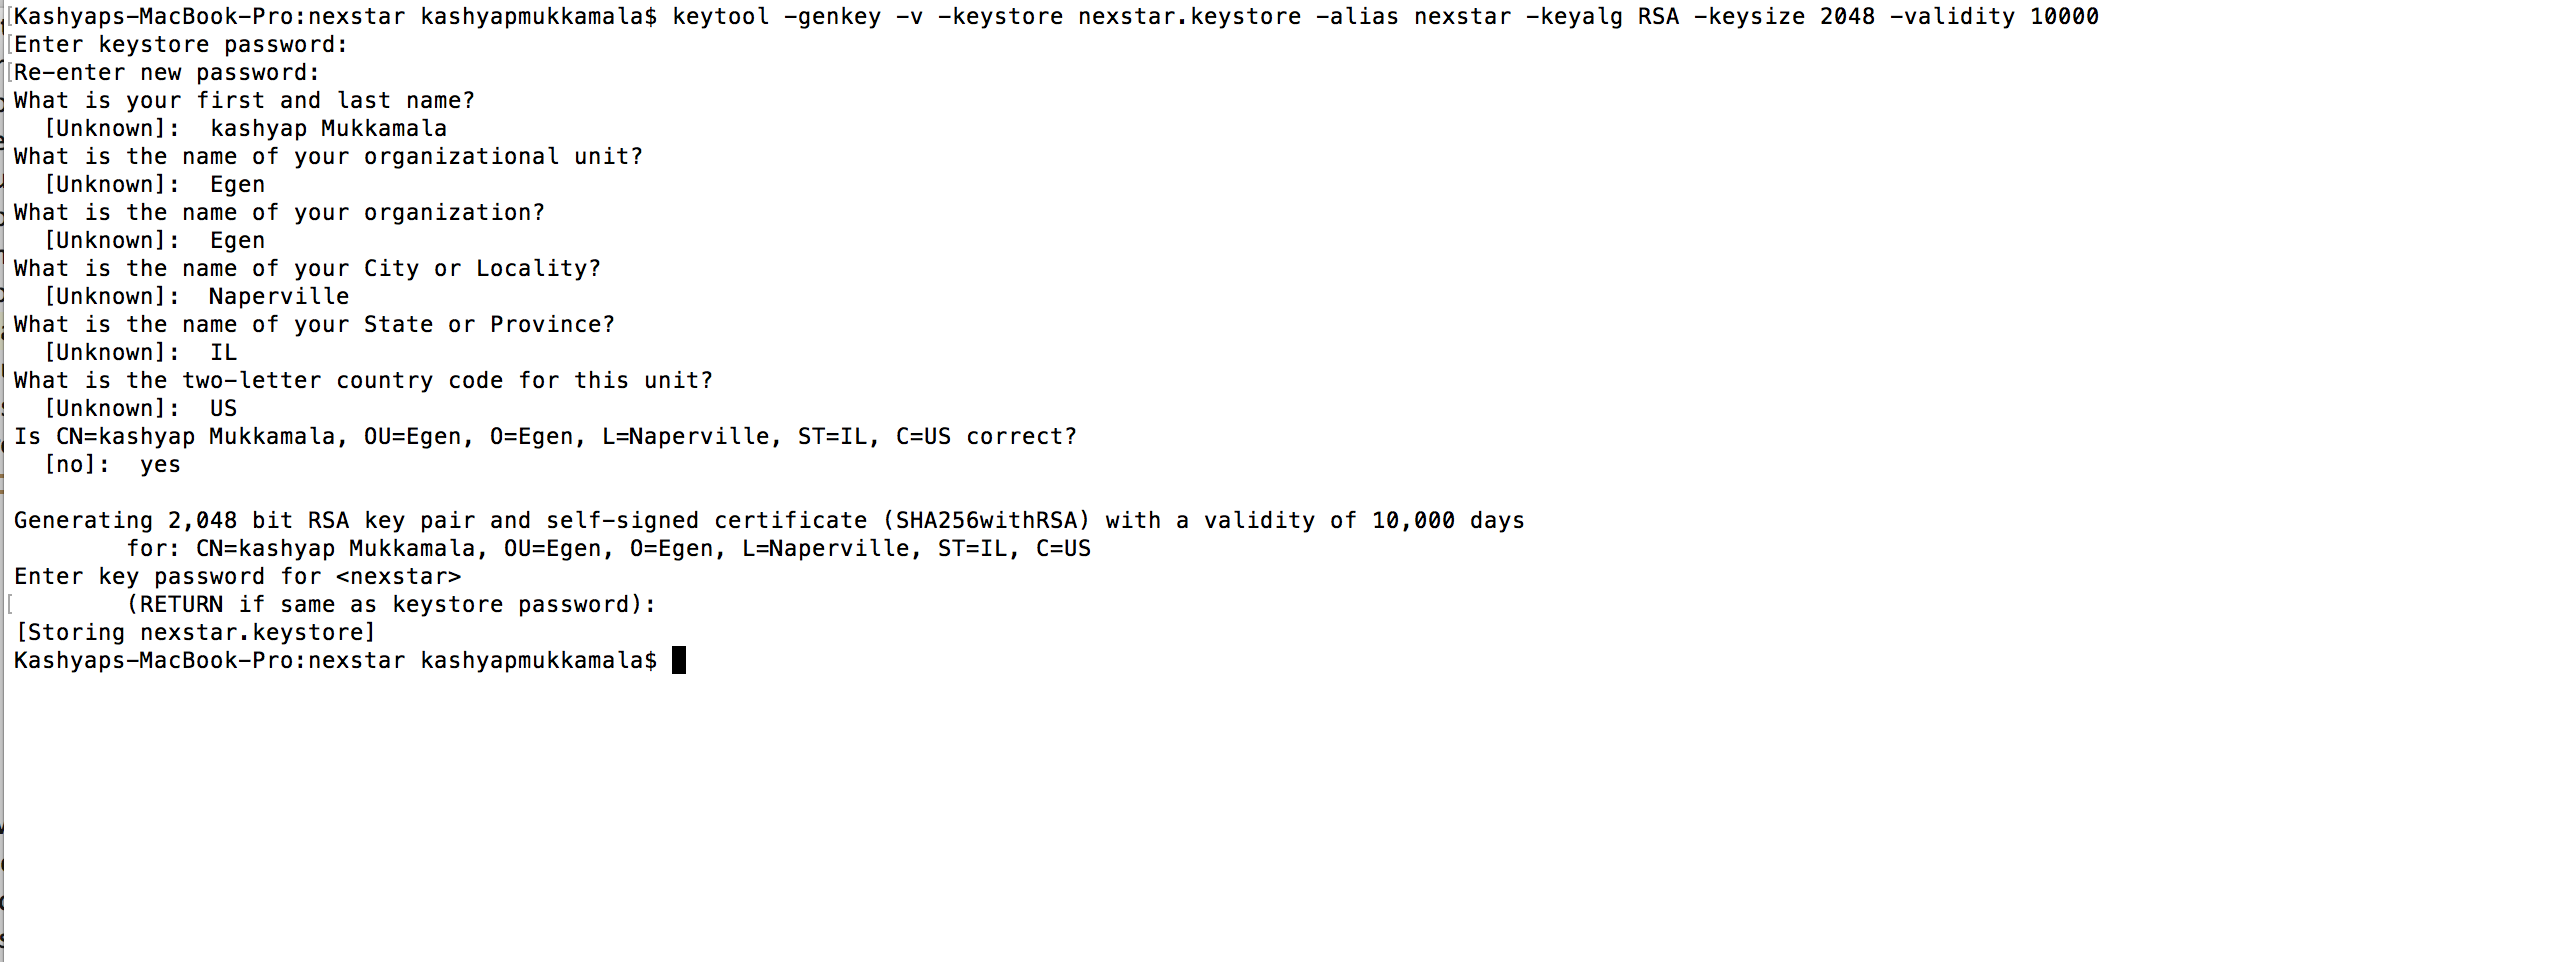 Kashyaps-MacBook-Pro:nexstar kashyapmukkamala$ keytool -genkey -v -keystore nexstar.keystore -alias nexstar -keyalg RSA -keysize 2048 -validity 10000
Enter keystore password:
Re-enter new password:
What is your first and last name?
  [Unknown]:  kashyap Mukkamala
What is the name of your organizational unit?
  [Unknown]:  Egen
What is the name of your organization?
  [Unknown]:  Egen
What is the name of your City or Locality?
  [Unknown]:  Naperville
What is the name of your State or Province?
  [Unknown]:  IL
What is the two-letter country code for this unit?
  [Unknown]:  US
Is CN=kashyap Mukkamala, OU=Egen, O=Egen, L=Naperville, ST=IL, C=US correct?
  [no]:  yes
Generating 2,048 bit RSA key pair and self-signed certificate (SHA256withRSA) with a validity of 10,000 days
        for: CN=kashyap Mukkamala, OU=Egen, O=Egen, L=Naperville, ST=IL, C=US
Enter key password for <nexstar>
        (RETURN if same as keystore password):
[Storing nexstar.keystore]
Kashyaps-MacBook-Pro:nexstar kashyapmukkamala$